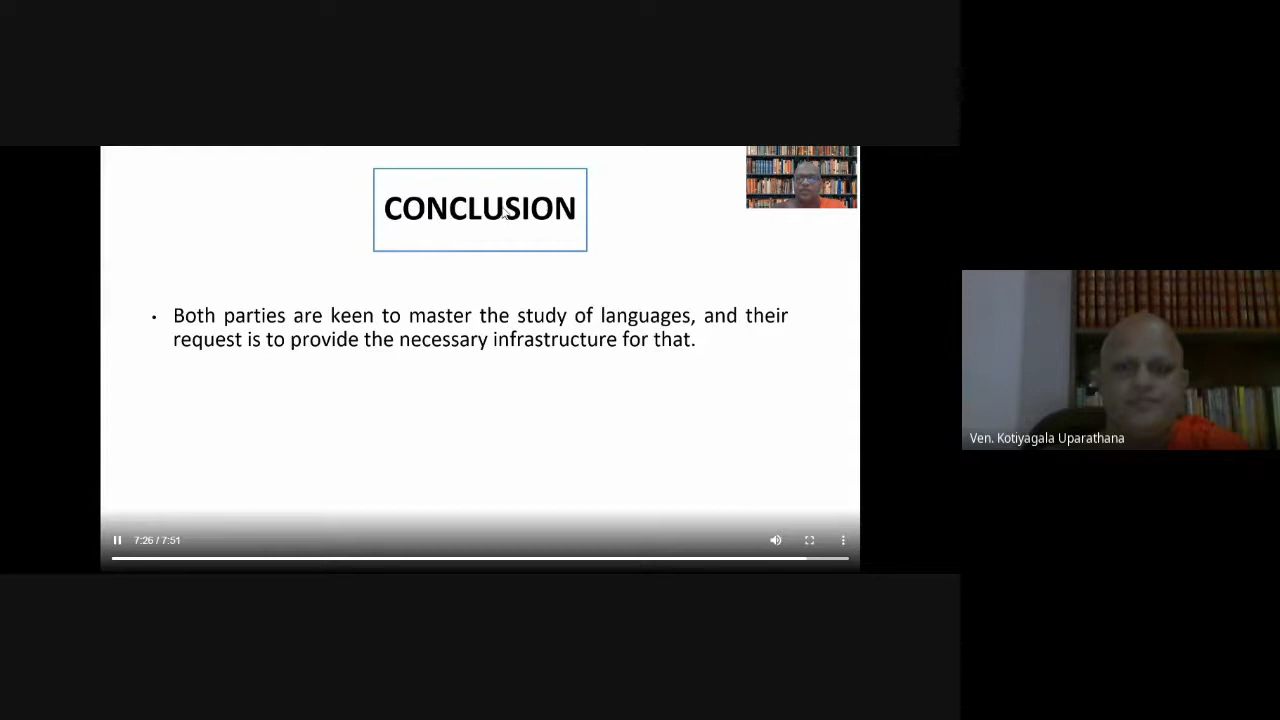 CONCLUSION
• Both parties are keen to master the study of languages, and their
request is to provide the necessary infrastructure for that.
7:26 / 7:51
Ven. Kotiyagala Uparathana